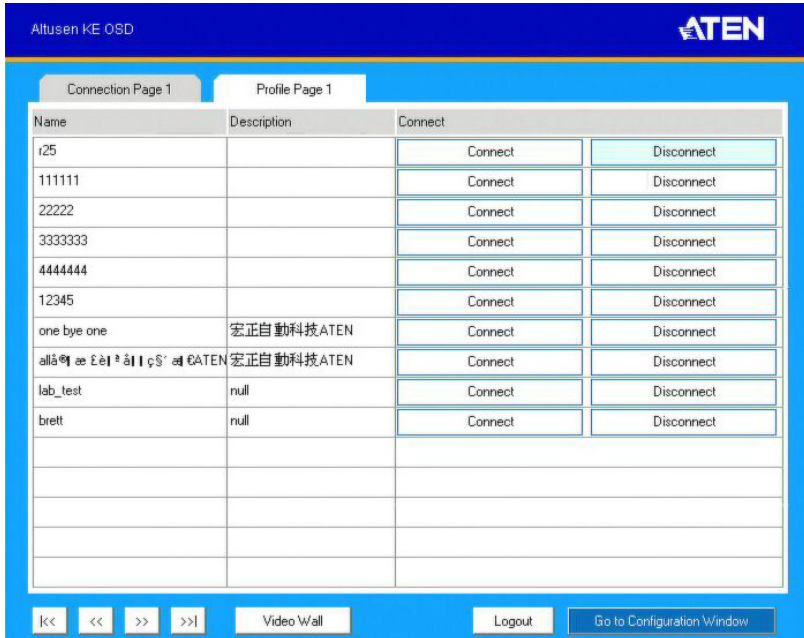 Altusen KE OSD
ATEN
Connection Page 1
Profile Page 1
Name Description Connect
r25 Connect Disconnect
111111 Connect Disconnect
22222 Connect Disconnect
3333333 Connect Disconnect
4444444 Connect Disconnect
12345 Connect Disconnect
one bye one 宏正自動科技ATEN Connect Disconnect
宏正自動科技ATEN Connect Disconnect
lab_test null Connect Disconnect
brett null Connect Disconnect
|<< << >> >>| Video Wall Logout Go to Configuration Window